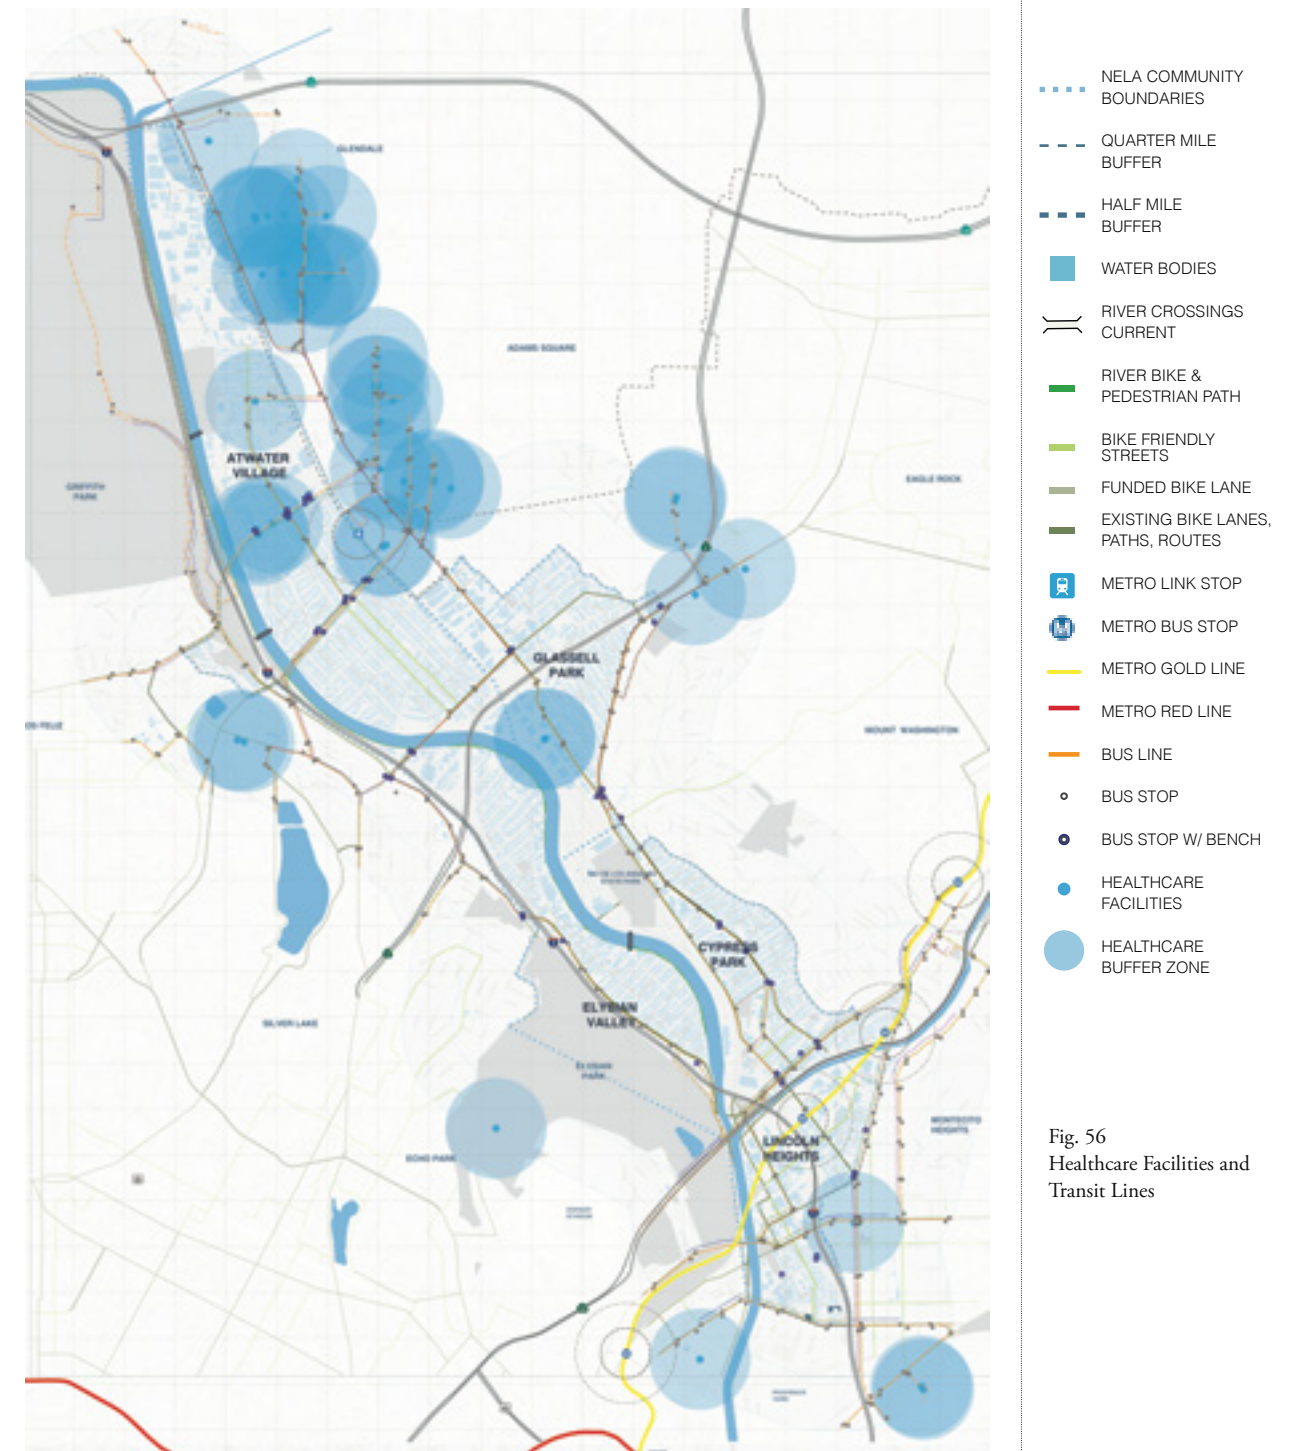 GLENDALE
ADAMS SQUARE
ATWATER
VILLAGE
GRIFFITH
PARK
EAGLE ROCK
GLASSELL
PARK
MOUNT WASHINGTON
CYPRESS
PARK
ELYSIAN
VALLEY
SILVER LAKE
ELYSIAN
PARK
ECHO PARK
LINCOLN
HEIGHTS
MONTECITO
HEIGHTS
NELA COMMUNITY
BOUNDARIES
QUARTER MILE
BUFFER
HALF MILE
BUFFER
WATER BODIES
RIVER CROSSINGS
CURRENT
RIVER BIKE &
PEDESTRIAN PATH
BIKE FRIENDLY
STREETS
FUNDED BIKE LANE
EXISTING BIKE LANES,
PATHS, ROUTES
METRO LINK STOP
METRO BUS STOP
METRO GOLD LINE
METRO RED LINE
BUS LINE
BUS STOP
BUS STOP W/ BENCH
HEALTHCARE
FACILITIES
HEALTHCARE
BUFFER ZONE
Fig. 56
Healthcare Facilities and
Transit Lines